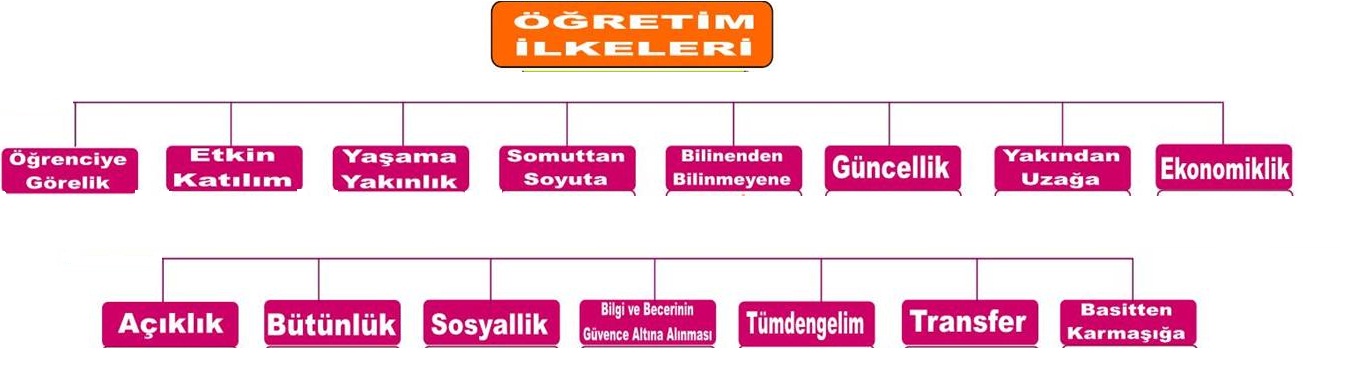 ÖĞRETİM
İLKELERİ
Öğrenciye
Görelik
Etkin
Katılım
Yaşama
Yakınlık
Somuttan
Soyuta
Bilinenden
Bilinmeyene
Güncellik
Yakından
Uzağa
Ekonomiklik
Açıklık
Bütünlük
Sosyallik
Bilgi ve Becerinin
Güvence Altına Alınması
Tümdengelim
Transfer
Basitten
Karmaşığa